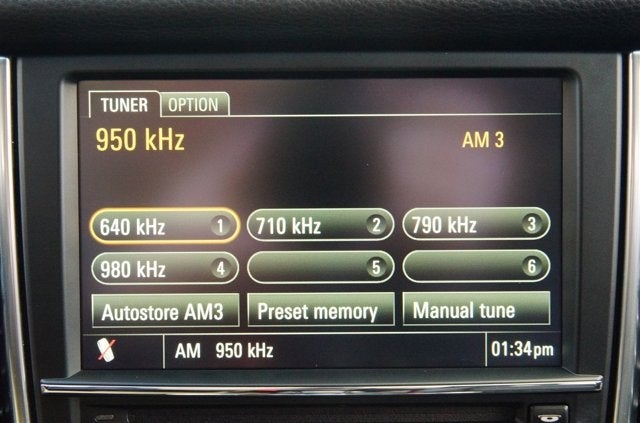 TUNER OPTION
950 kHz AM 3
640 kHz 1 710 kHz 2 790 kHz 3
980 kHz 4 5 6
Autostore AM3 Preset memory Manual tune
AM 950 kHz 01:34pm